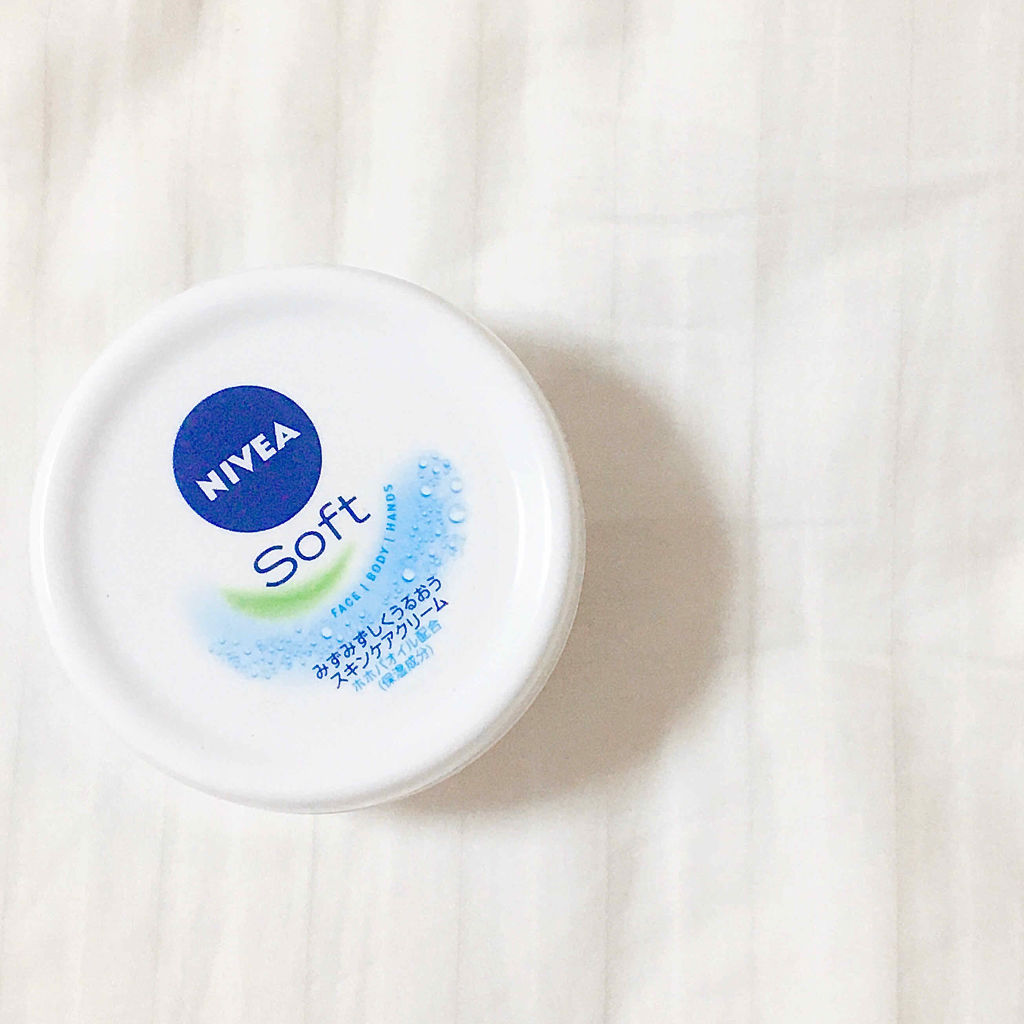 NIVEA
Soft
FACE | BODY | HANDS
みずみずしくうるおう
スキンケアクリーム
ホホバオイル配合
(保湿成分)